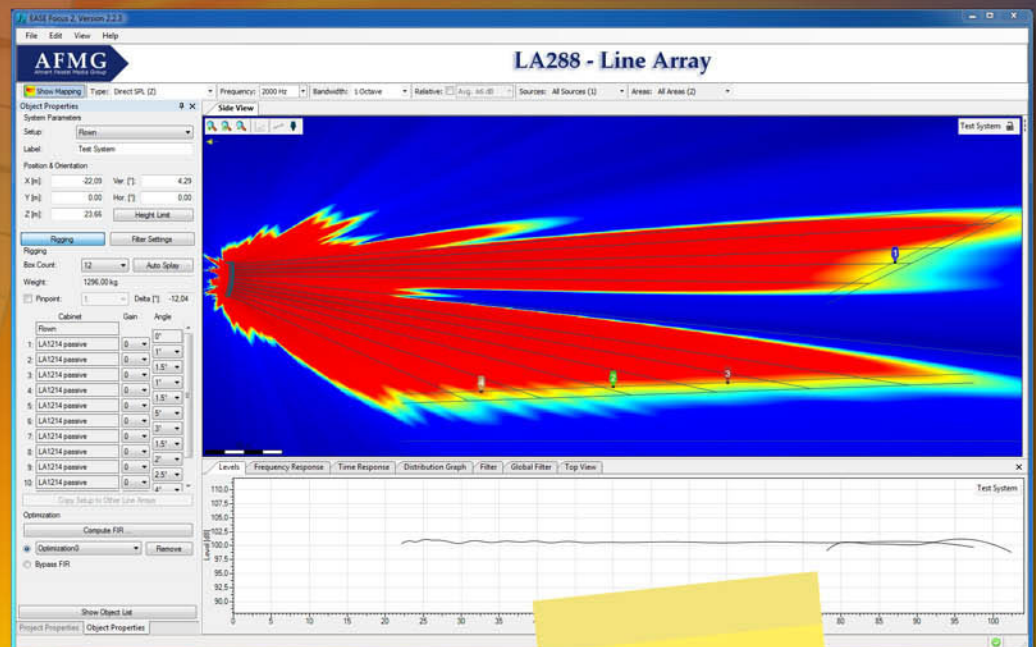 EASE Focus 2, Version 2.2.3
File Edit View Help
AFMG
Ahnert Feistel Media Group
LA288 - Line Array
Show Mapping Type: Direct SPL (Z) Frequency: 2000 Hz Bandwidth: 1 Octave Relative: Avg. ±6 dB Sources: All Sources (1) Areas: All Areas (2)
Object Properties
System Parameters
Setup: Flown
Label: Test System
Position & Orientation
X [m]: -22,09 Ver. [°]: 4.29
Y [m]: 0.00 Hor. [°]: 0,00
Z [m]: 23.66 Height Limit
Rigging Filter Settings
Rigging
Box Count: 12 Auto Splay
Weight: 1296,00 kg
Pinpoint: 1 Delta [°]: -12,04
Cabinet Gain Angle
Flown
0°
1: LA1214 passive 0
1°
2: LA1214 passive 0
1.5°
3: LA1214 passive 0
1°
4: LA1214 passive 0
1.5°
5: LA1214 passive 0
5°
6: LA1214 passive 0
3°
7: LA1214 passive 0
1.5°
8: LA1214 passive 0
2°
9: LA1214 passive 0
2.5°
10: LA1214 passive 0
4°
Copy Setup to Other Line Arrays
Optimization
Compute FIR ...
Optimization0 Remove
Bypass FIR
Show Object List
Project Properties Object Properties
Side View
Test System
1
4
2
3
Levels Frequency Response Time Response Distribution Graph Filter Global Filter Top View
Test System
Level [dB]
110.0
107.5
105.0
102.5
100.0
97.5
95.0
92.5
90.0
0 5 10 15 20 25 30 35 80 85 90 95 100